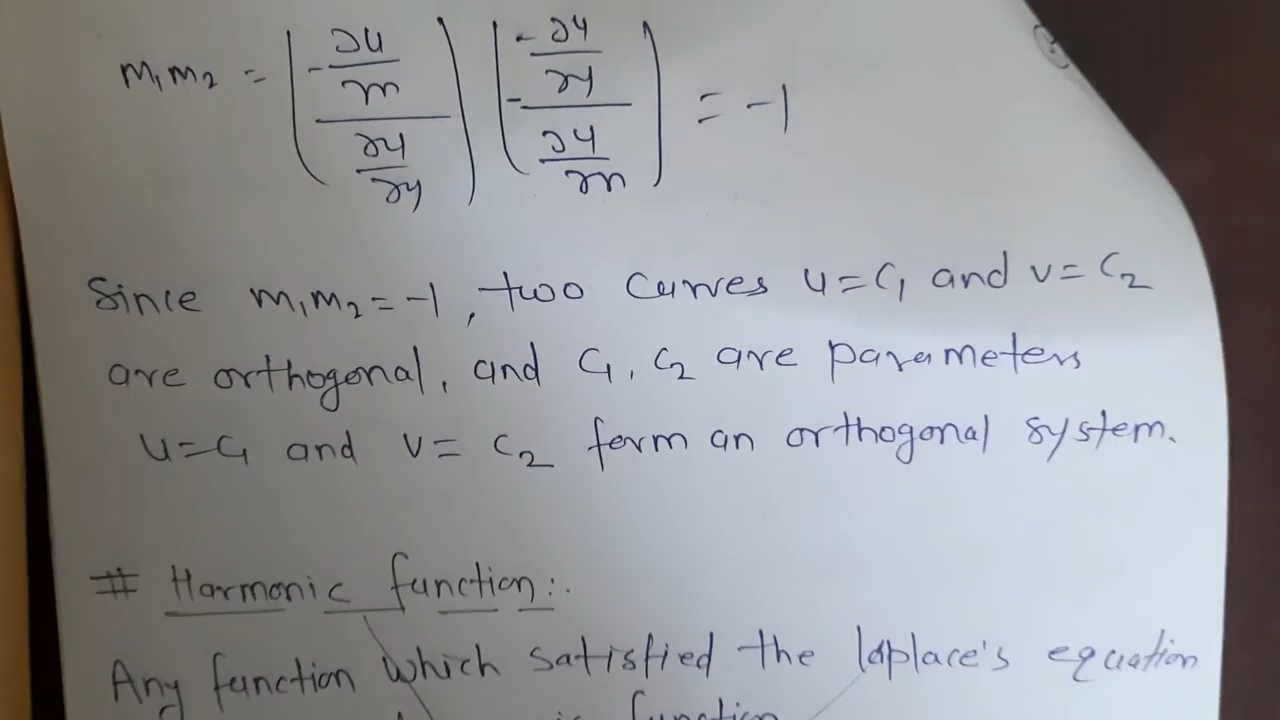 m₁m₂ = (-∂u/∂x / ∂u/∂y) (- -∂u/∂y / ∂u/∂x) = -1
Since m₁m₂ = -1, two curves u = c₁ and v = c₂
are orthogonal, and c₁, c₂ are parameters
u = c₁ and v = c₂ form an orthogonal system.
# Harmonic function:.
Any function which satisfied the laplace's equation
function